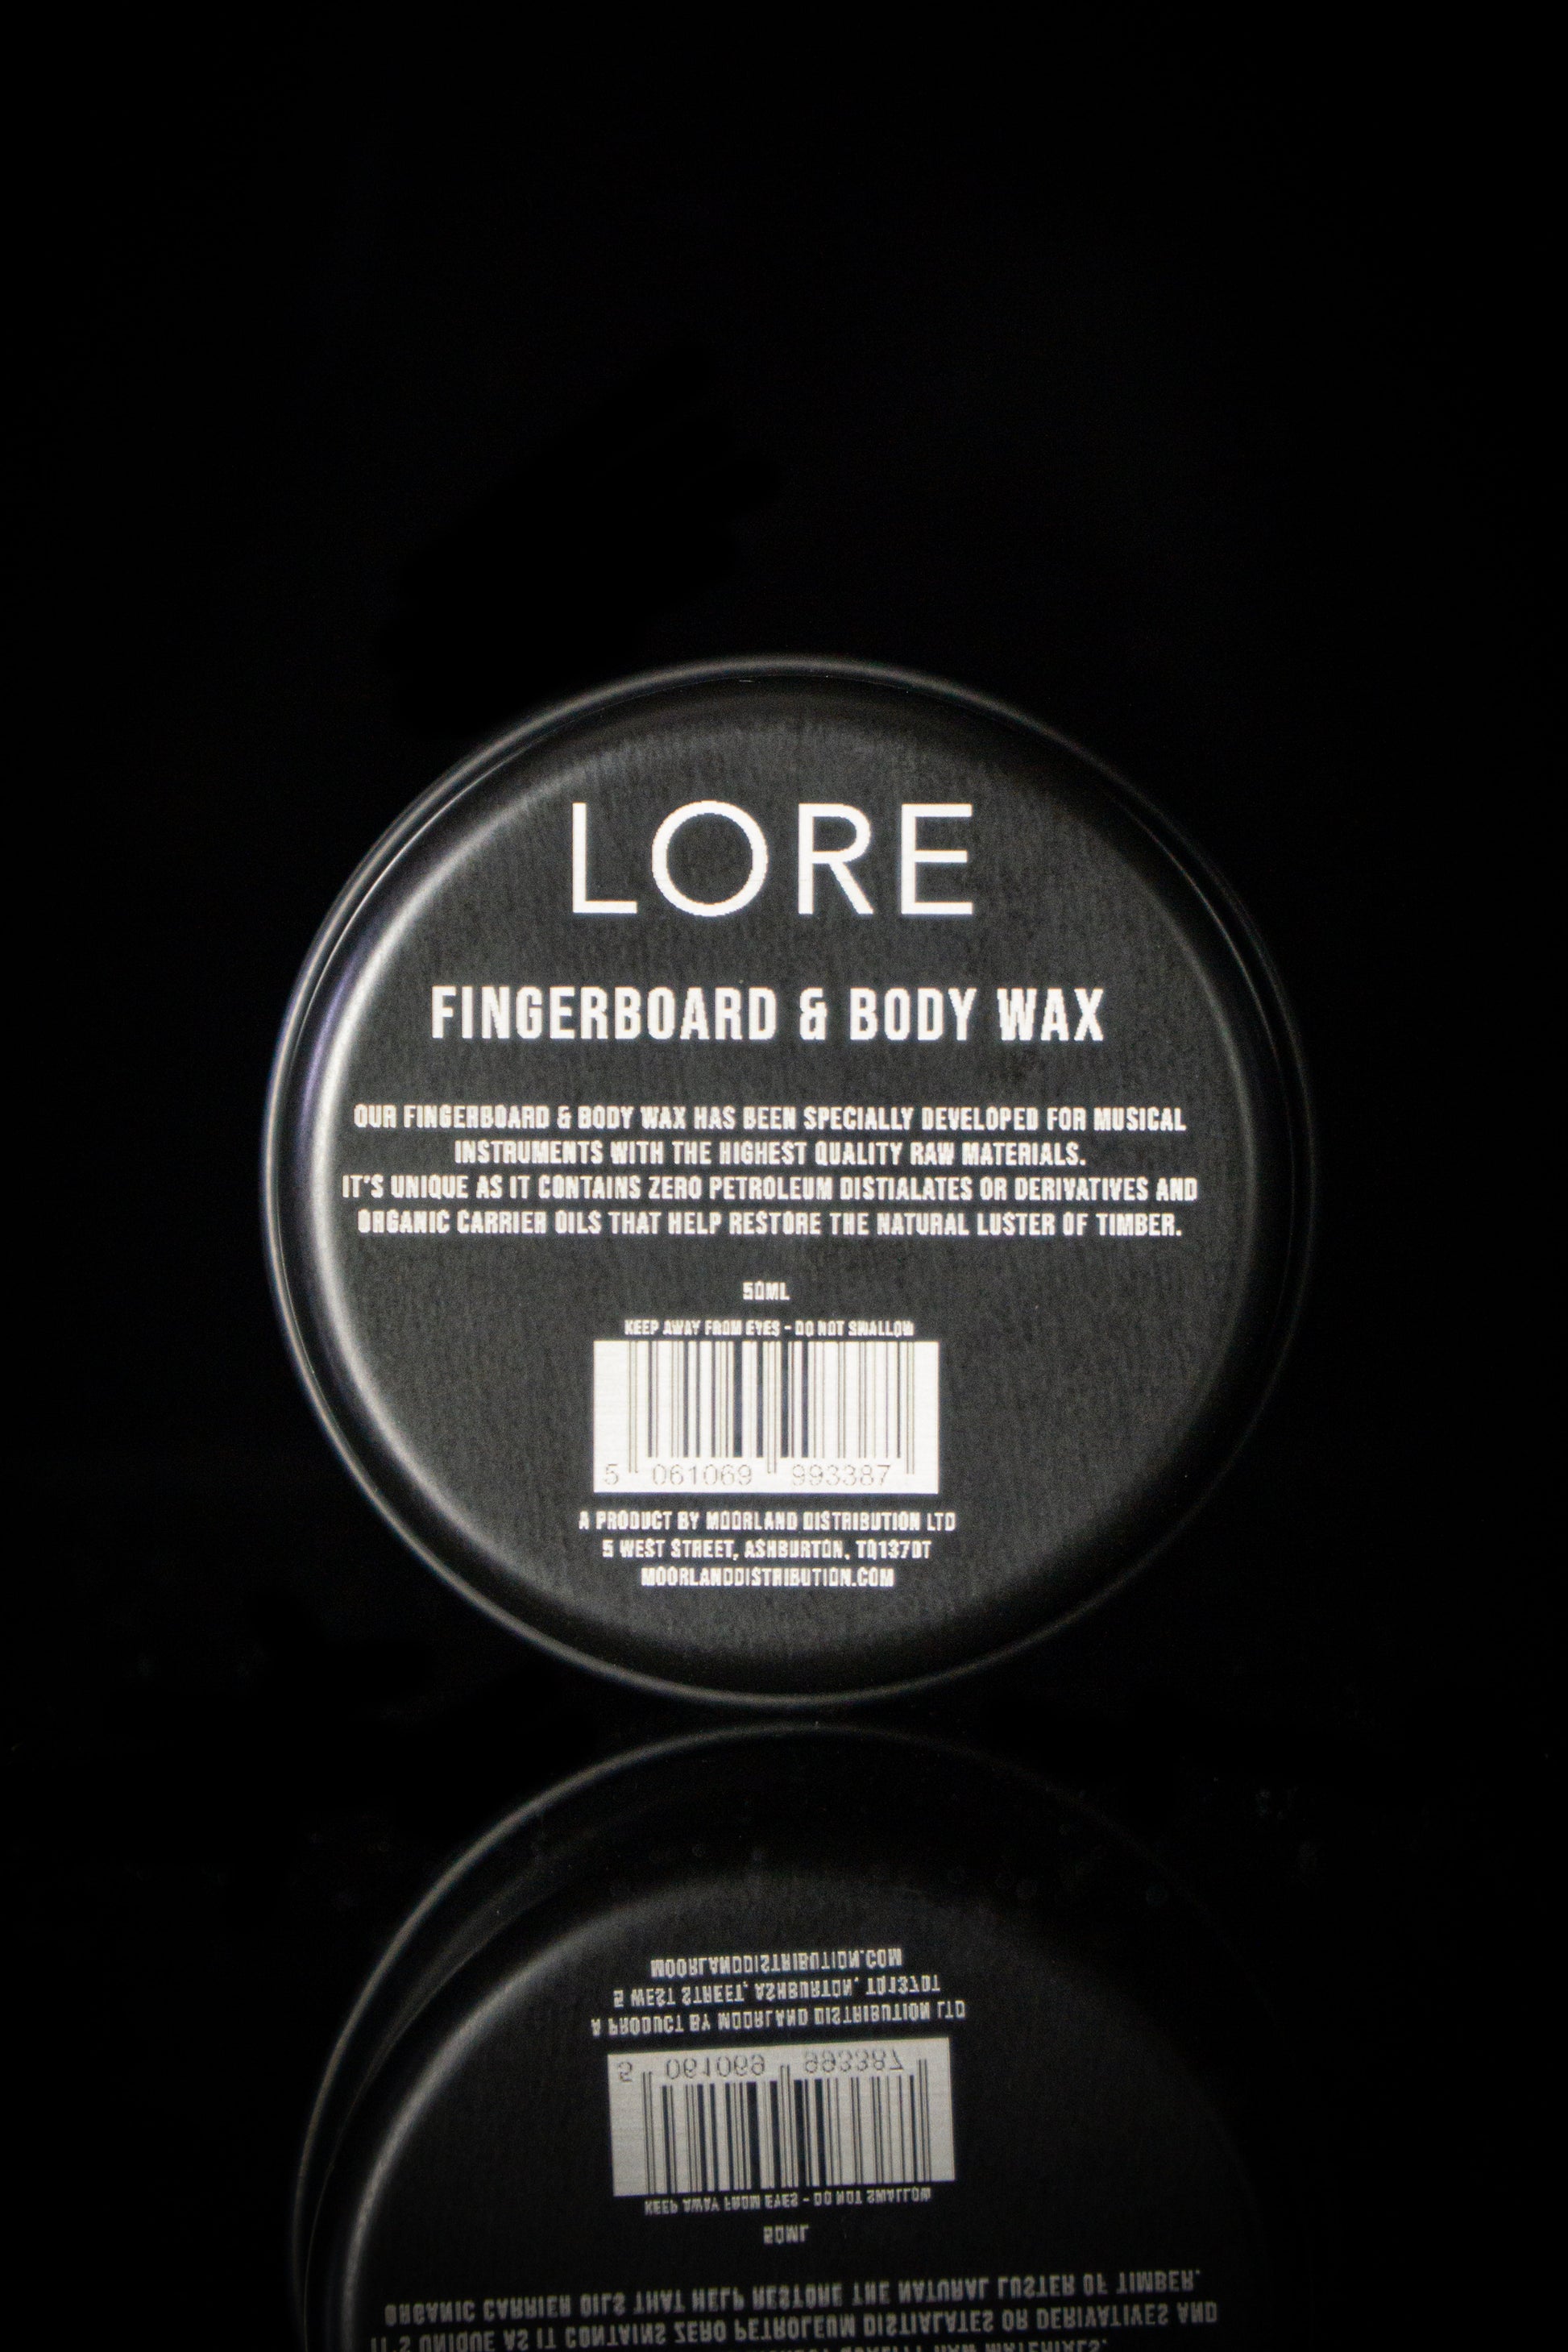 LORE
FINGERBOARD & BODY WAX
OUR FINGERBOARD & BODY WAX HAS BEEN SPECIALLY DEVELOPED FOR MUSICAL
INSTRUMENTS WITH THE HIGHEST QUALITY RAW MATERIALS.
IT'S UNIQUE AS IT CONTAINS ZERO PETROLEUM DISTIALATES OR DERIVATIVES AND
ORGANIC CARRIER OILS THAT HELP RESTORE THE NATURAL LUSTER OF TIMBER.
50ML
KEEP AWAY FROM EYES - DO NOT SWALLOW
5 061069 993387
A PRODUCT BY MOORLAND DISTRIBUTION LTD
5 WEST STREET, ASHBURTON, TQ137DT
MOORLANDDISTRIBUTION.COM